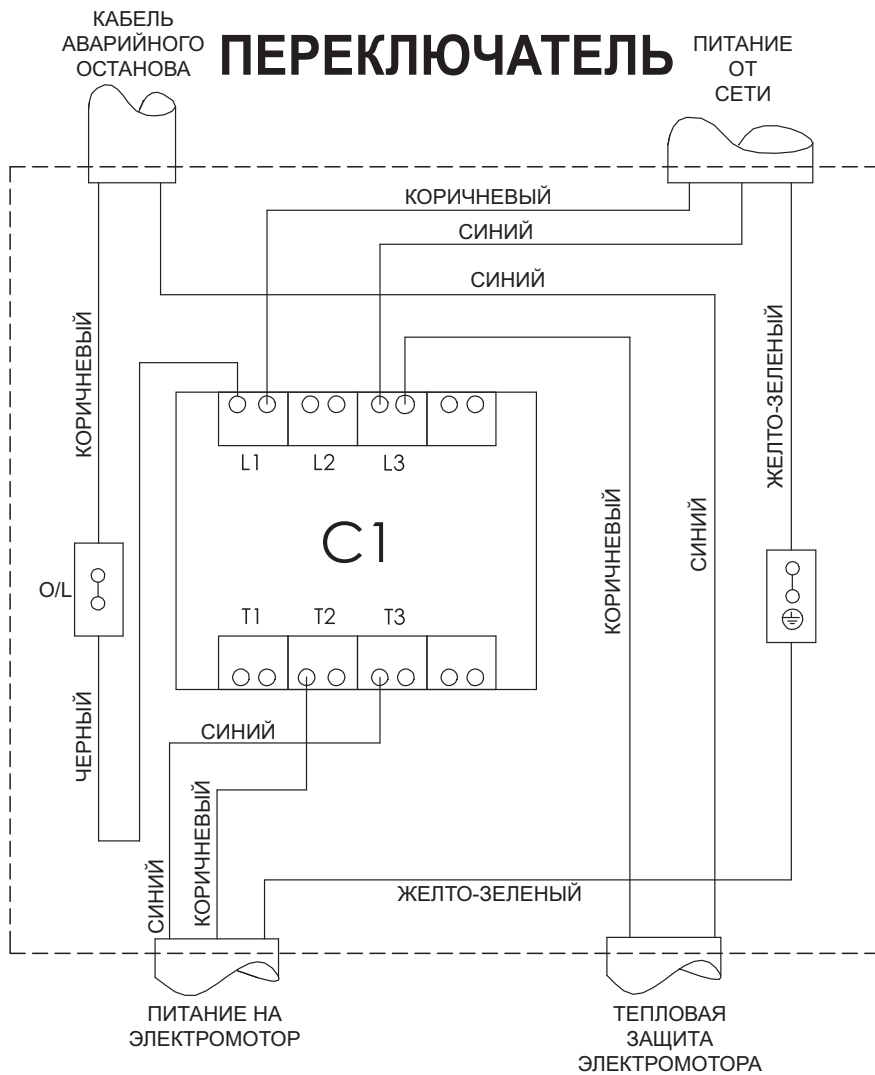 КАБЕЛЬ
АВАРИЙНОГО
ОСТАНОВА
ПЕРЕКЛЮЧАТЕЛЬ
ПИТАНИЕ
ОТ
СЕТИ
КОРИЧНЕВЫЙ
СИНИЙ
СИНИЙ
КОРИЧНЕВЫЙ
ЖЕЛТО-ЗЕЛЕНЫЙ
L1
L2
L3
C1
КОРИЧНЕВЫЙ
СИНИЙ
O/L
T1
T2
T3
ЧЕРНЫЙ
СИНИЙ
КОРИЧНЕВЫЙ
СИНИЙ
ЖЕЛТО-ЗЕЛЕНЫЙ
ПИТАНИЕ НА
ЭЛЕКТРОМОТОР
ТЕПЛОВАЯ
ЗАЩИТА
ЭЛЕКТРОМОТОРА